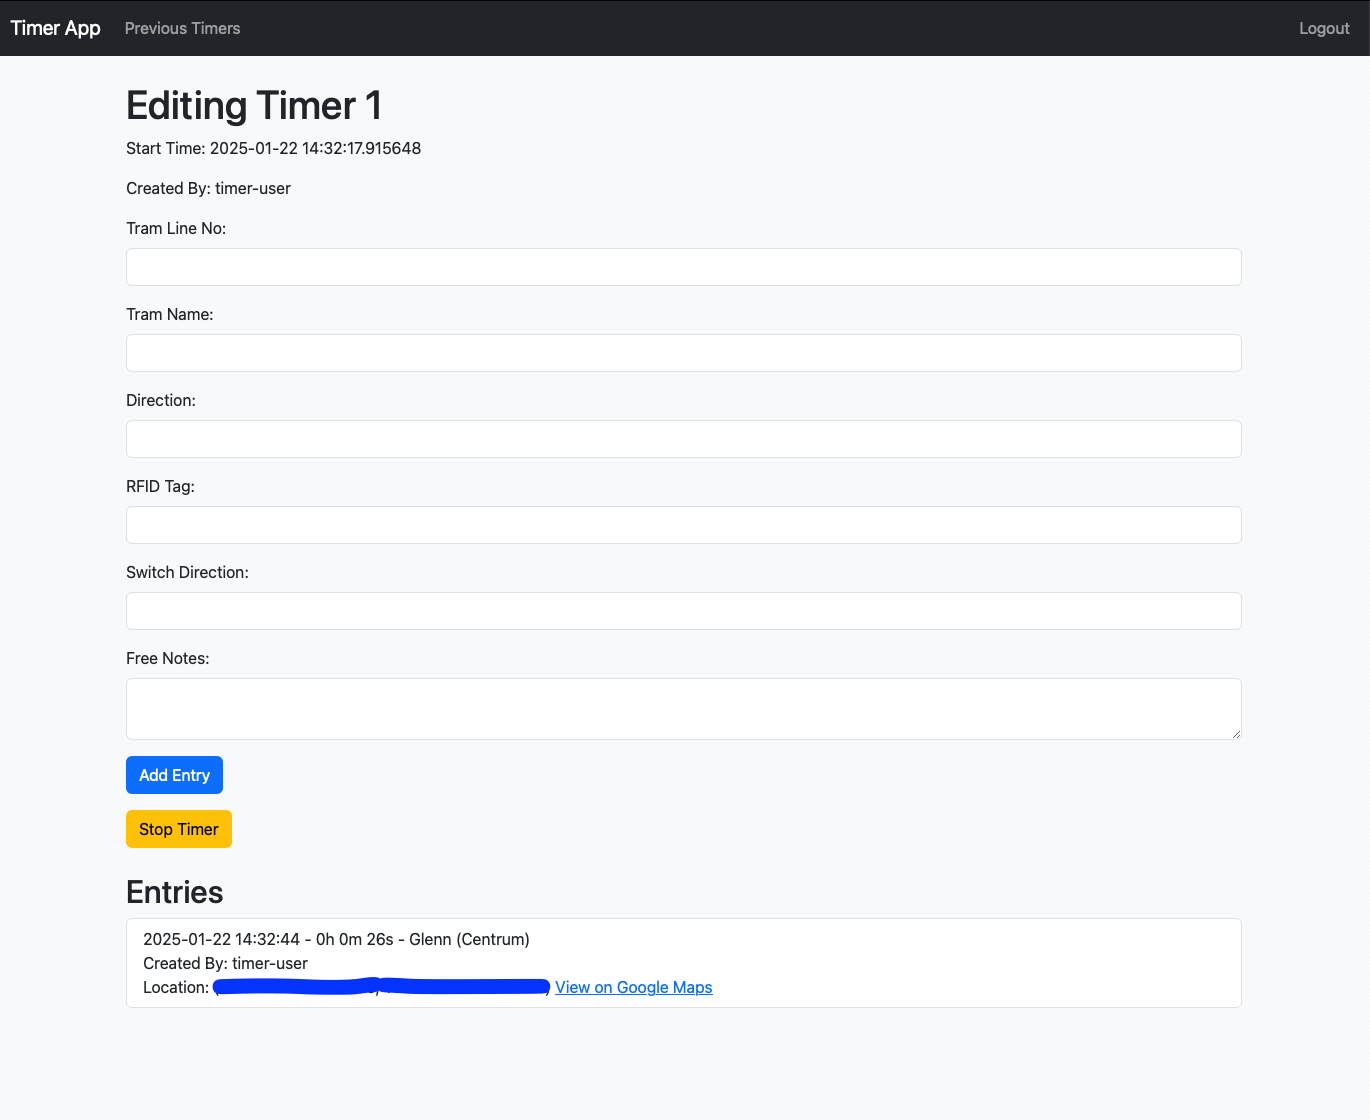 Timer App Previous Timers Logout
Editing Timer 1
Start Time: 2025-01-22 14:32:17.915648
Created By: timer-user
Tram Line No:
Tram Name:
Direction:
RFID Tag:
Switch Direction:
Free Notes:
Add Entry
Stop Timer
Entries
2025-01-22 14:32:44 - 0h 0m 26s - Glenn (Centrum)
Created By: timer-user
Location: View on Google Maps